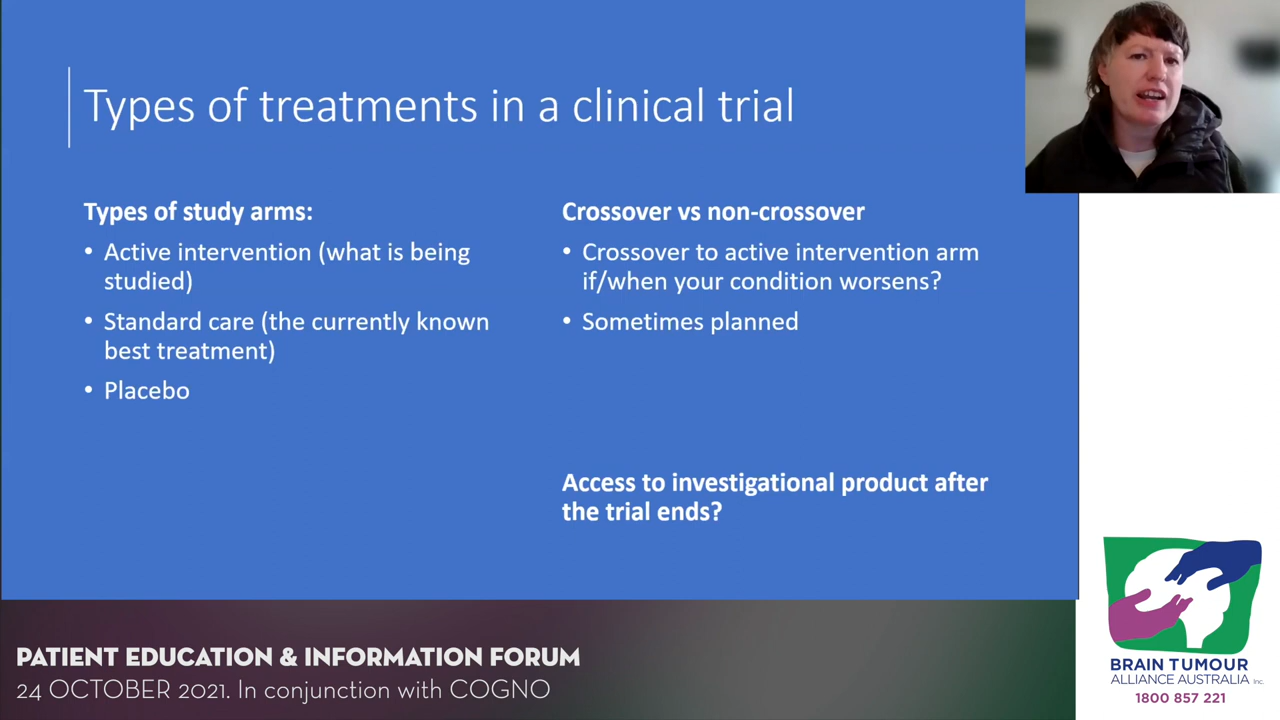 Types of treatments in a clinical trial
Types of study arms:
• Active intervention (what is being
studied)
• Standard care (the currently known
best treatment)
• Placebo
Crossover vs non-crossover
• Crossover to active intervention arm
if/when your condition worsens?
• Sometimes planned
Access to investigational product after
the trial ends?
PATIENT EDUCATION & INFORMATION FORUM
24 OCTOBER 2021. In conjunction with COGNO
BRAIN TUMOUR
ALLIANCE AUSTRALIA Inc.
1800 857 221